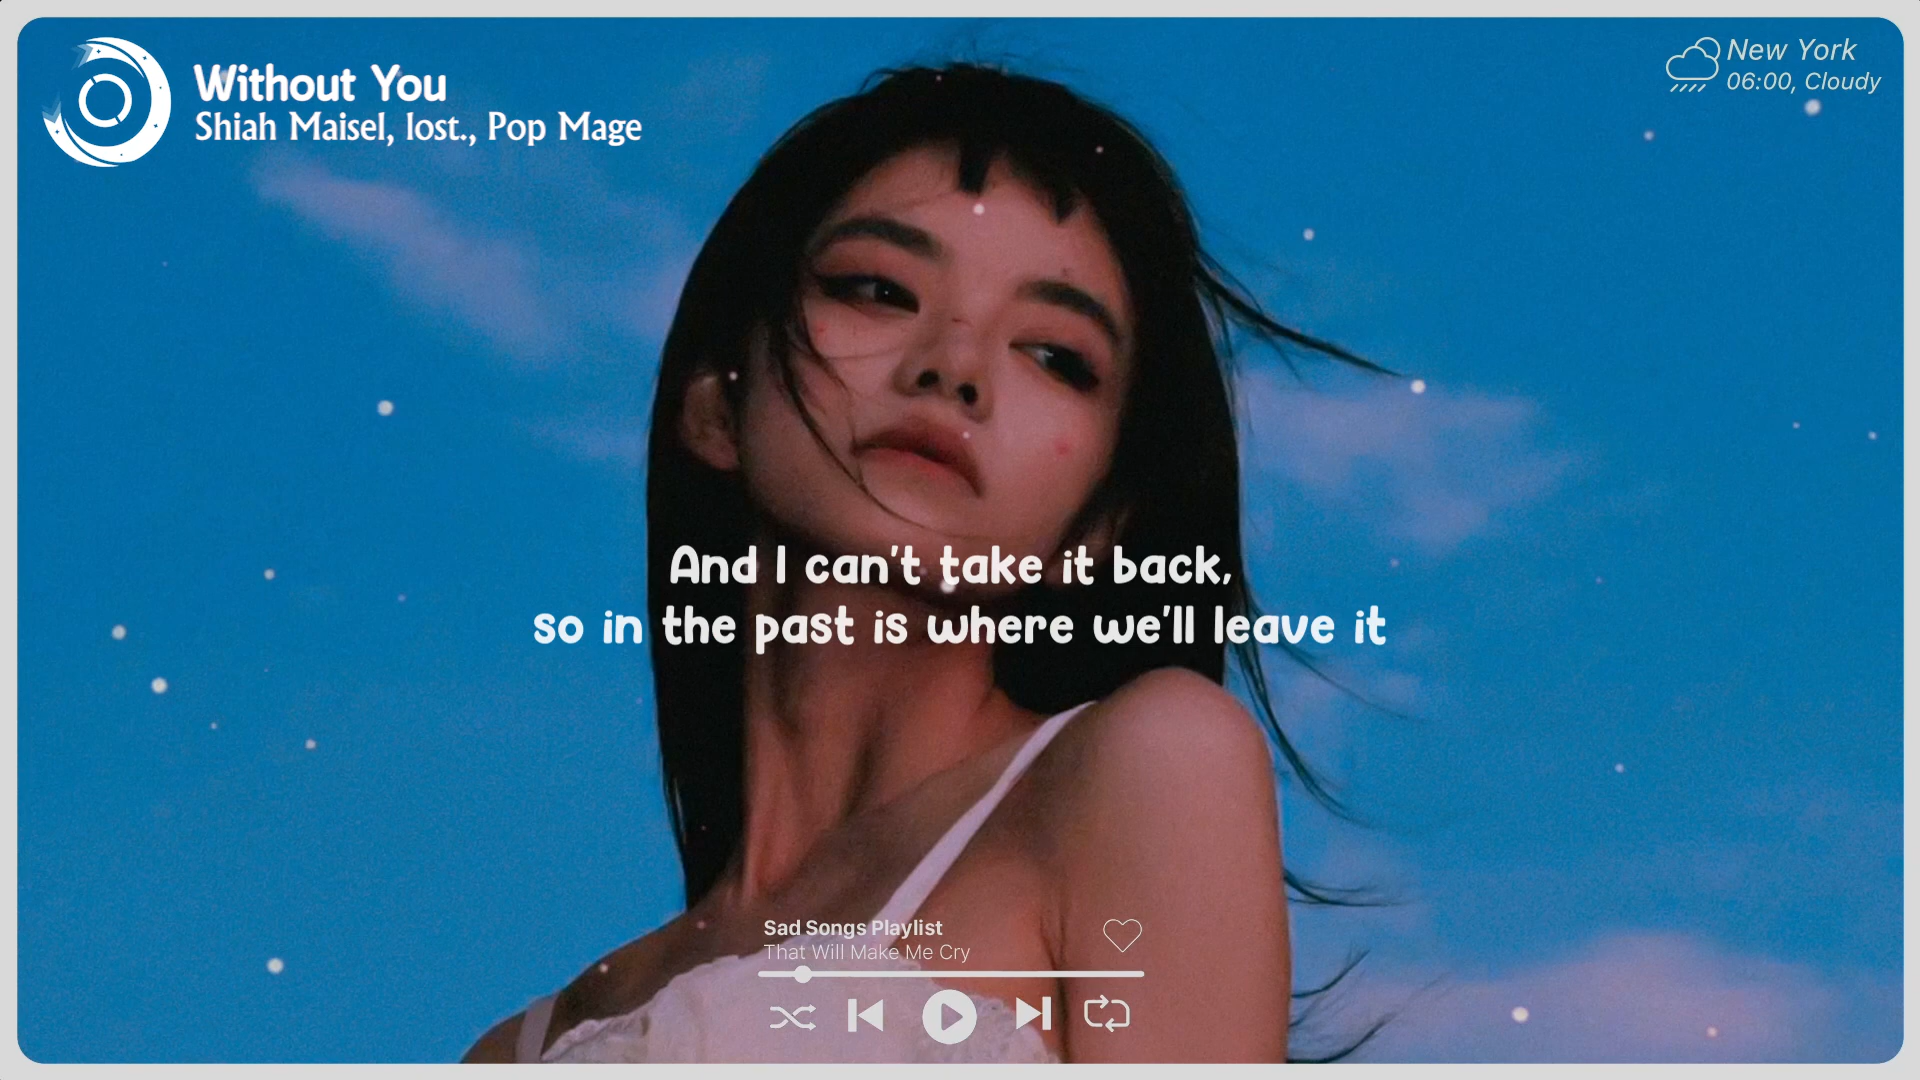 Without You
Shiah Maisel, lost., Pop Mage
New York
06:00, Cloudy
And I can't take it back,
so in the past is where we'll leave it
Sad Songs Playlist
That Will Make Me Cry